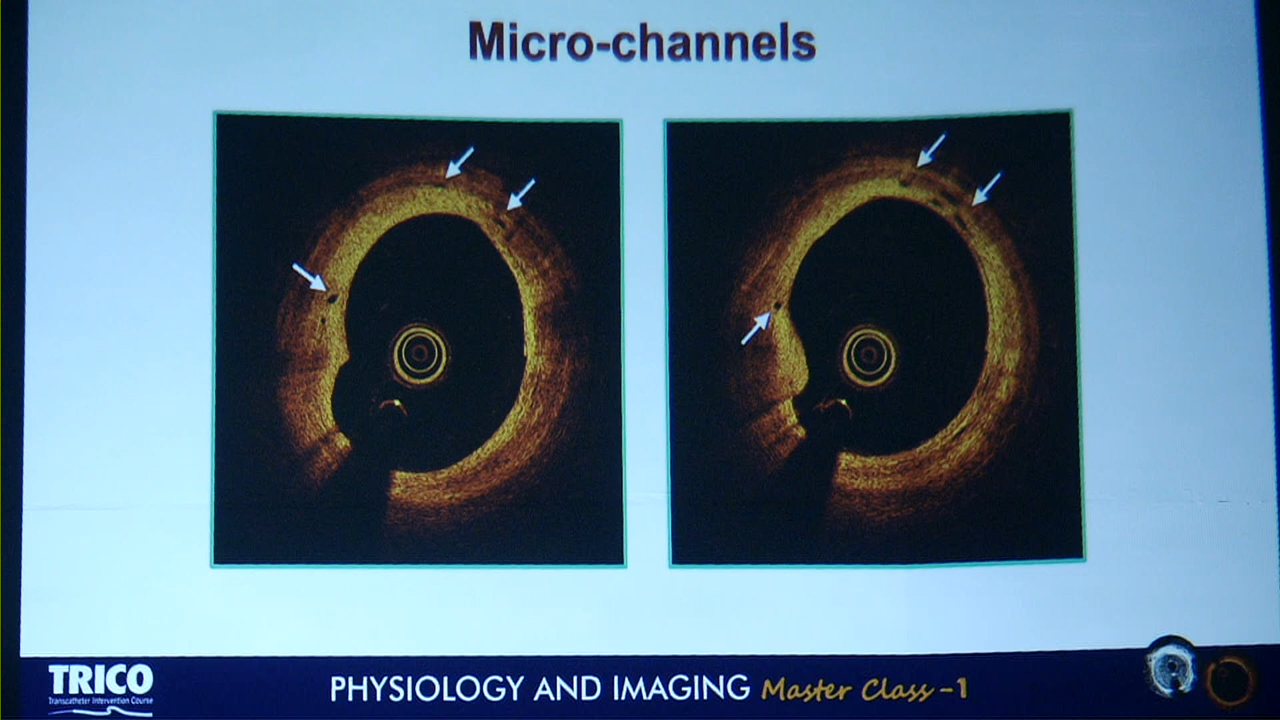 Micro-channels
TRICO
Transcatheter Intervention Course
PHYSIOLOGY AND IMAGING Master Class -1